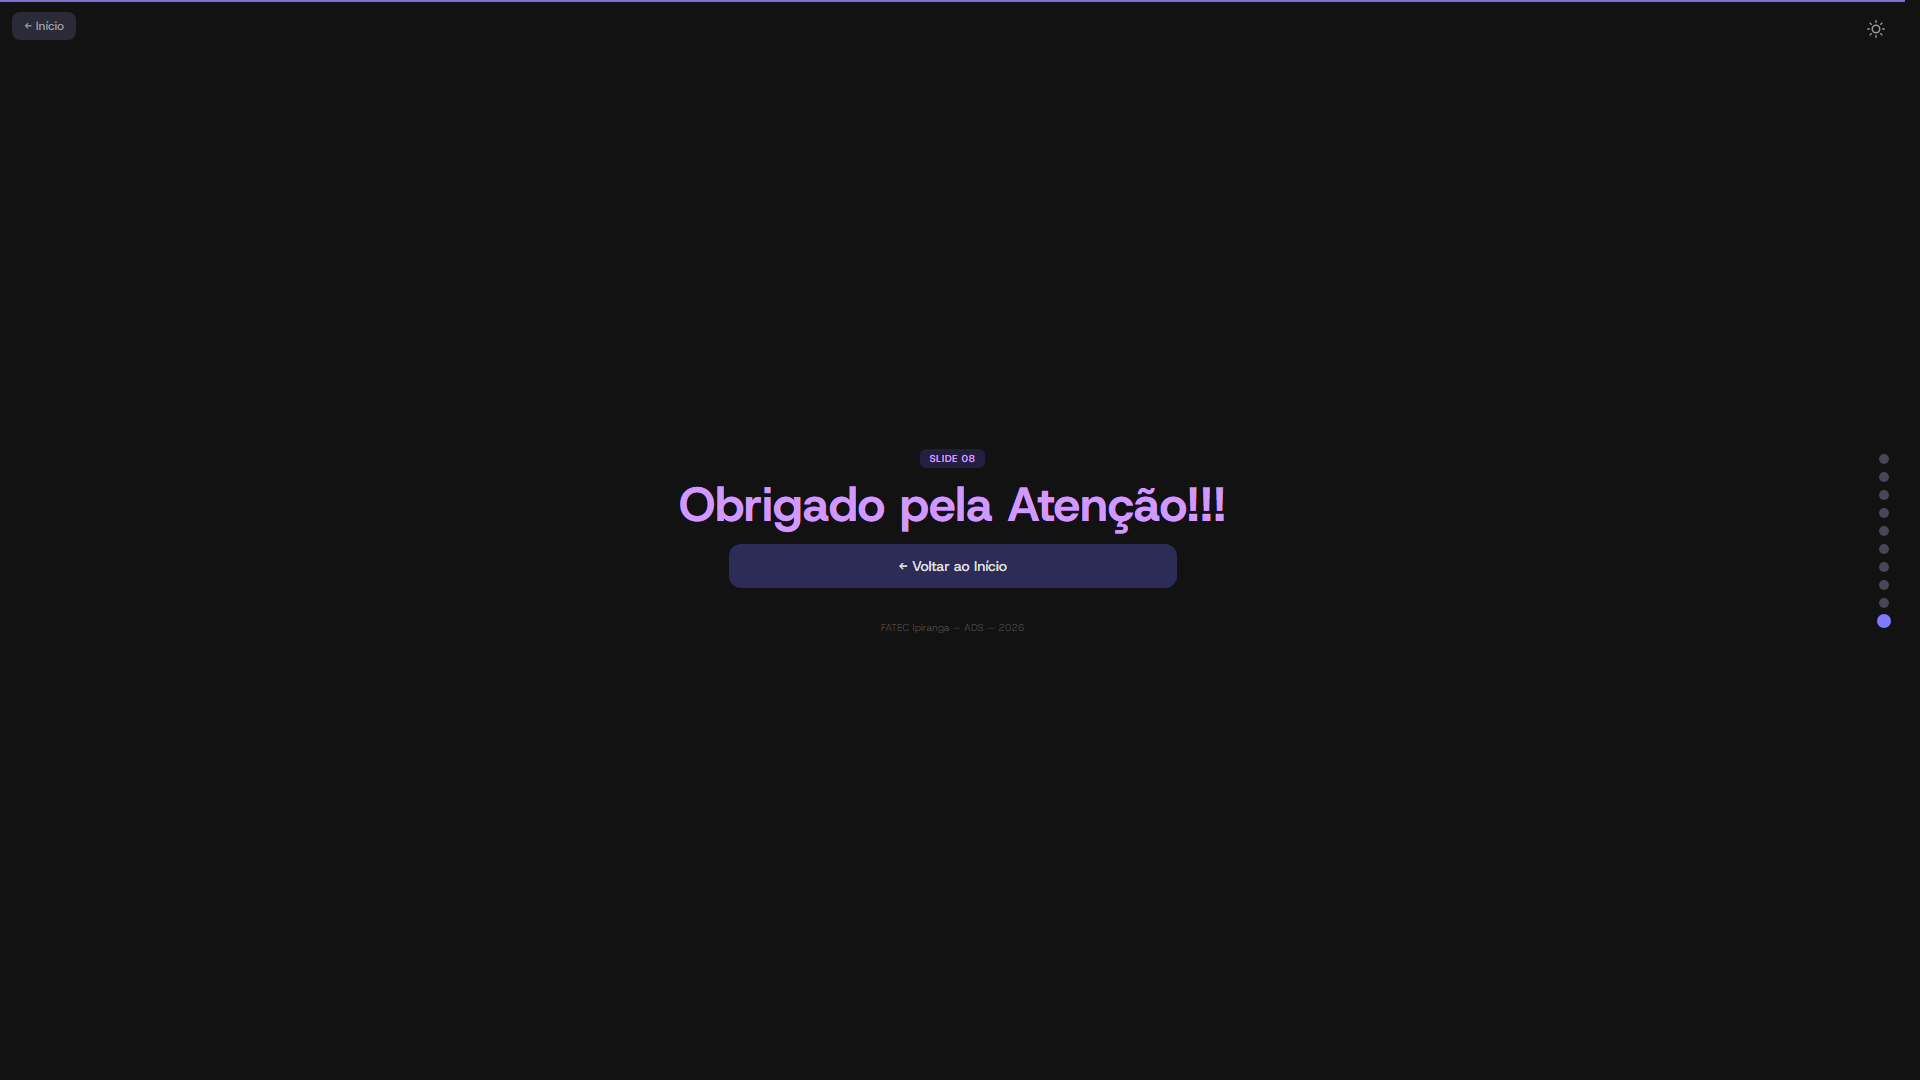 ← Início
SLIDE 08
Obrigado pela Atenção!!!
← Voltar ao Início
FATEC Ipiranga — ADS — 2026